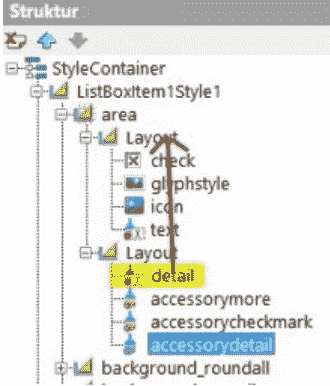 Struktur
StyleContainer
ListBoxItem1Style1
area
Layout
check
glyphstyle
icon
text
Layout
detail
accessorymore
accessorycheckmark
accessorydetail
background_roundall